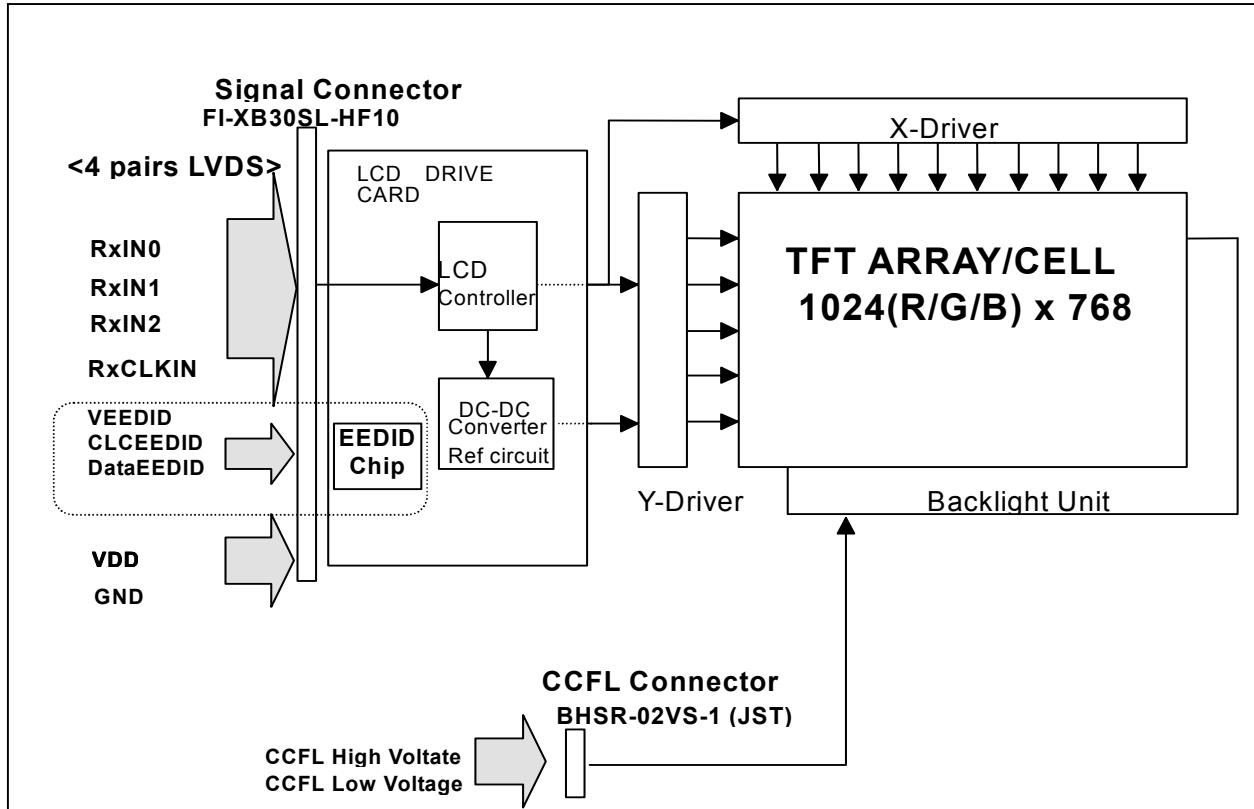 Signal Connector
FI-XB30SL-HF10
<4 pairs LVDS>
RxIN0
RxIN1
RxIN2
RxCLKIN
VEEDID
CLCEEDID
DataEEDID
VDD
GND
LCD DRIVE
CARD
LCD
Controller
DC-DC
Converter
Ref circuit
EEDID
Chip
X-Driver
Y-Driver
TFT ARRAY/CELL
1024(R/G/B) x 768
Backlight Unit
CCFL Connector
BHSR-02VS-1 (JST)
CCFL High Voltate
CCFL Low Voltage